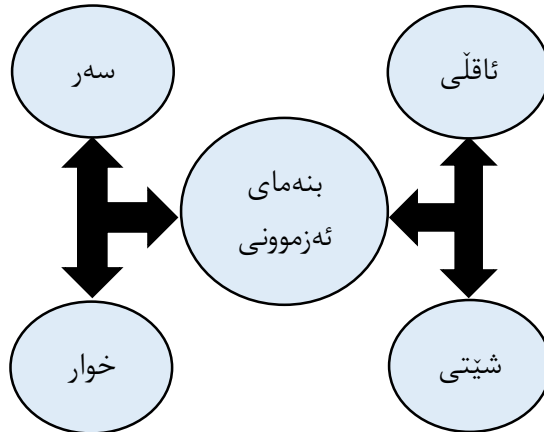 ئاقڵی
سەر
بنەمای
ئەزموونی
شێتی
خوار